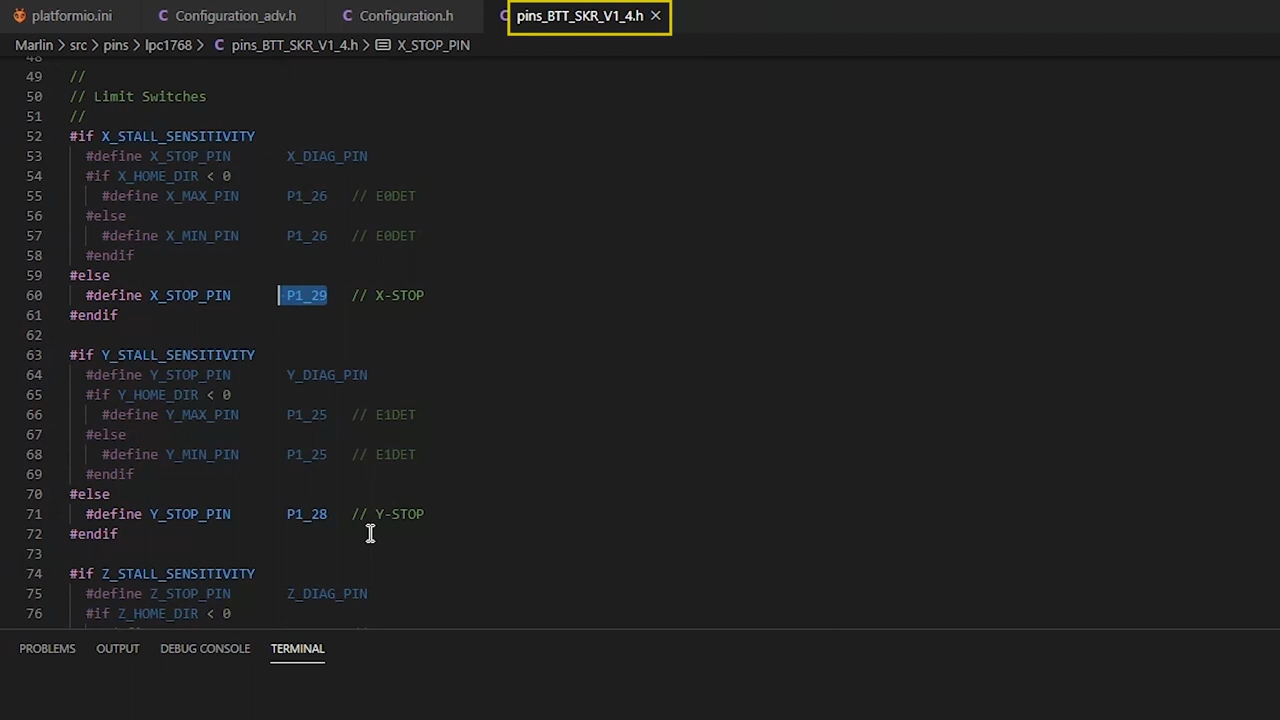 platformio.ini C Configuration_adv.h C Configuration.h C pins_BTT_SKR_V1_4.h ×
Marlin > src > pins > lpc1768 > C pins_BTT_SKR_V1_4.h > X_STOP_PIN
48
49 //
50 // Limit Switches
51 //
52 #if X_STALL_SENSITIVITY
53 #define X_STOP_PIN X_DIAG_PIN
54 #if X_HOME_DIR < 0
55 #define X_MAX_PIN P1_26 // E0DET
56 #else
57 #define X_MIN_PIN P1_26 // E0DET
58 #endif
59 #else
60 #define X_STOP_PIN P1_29 // X-STOP
61 #endif
62
63 #if Y_STALL_SENSITIVITY
64 #define Y_STOP_PIN Y_DIAG_PIN
65 #if Y_HOME_DIR < 0
66 #define Y_MAX_PIN P1_25 // E1DET
67 #else
68 #define Y_MIN_PIN P1_25 // E1DET
69 #endif
70 #else
71 #define Y_STOP_PIN P1_28 // Y-STOP
72 #endif
73
74 #if Z_STALL_SENSITIVITY
75 #define Z_STOP_PIN Z_DIAG_PIN
76 #if Z_HOME_DIR < 0
PROBLEMS OUTPUT DEBUG CONSOLE TERMINAL